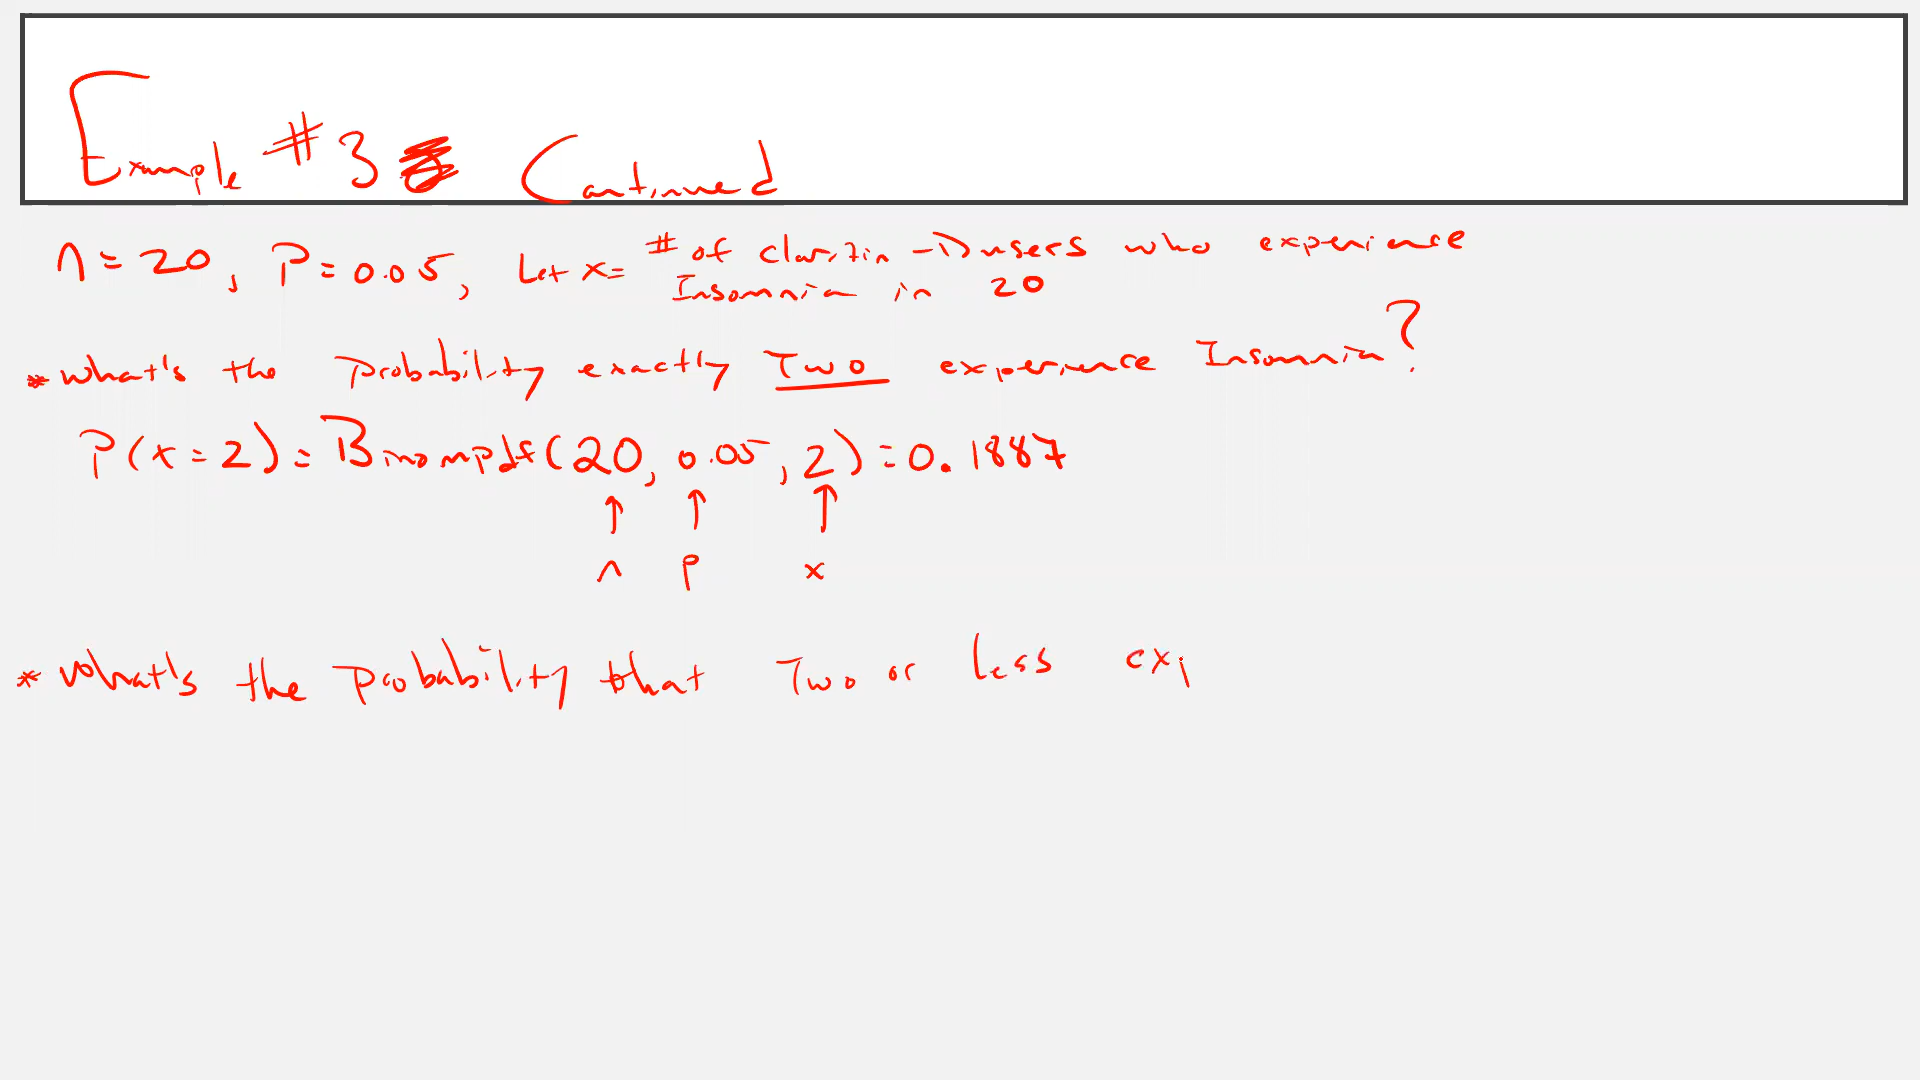 Example #3 Continued
n = 20, P = 0.05, Let x = # of claritin-D users who experience
Insomnia in 20
* what's the Probability exactly Two experience Insomnia?
P(x = 2) = Binompdf(20, 0.05, 2) = 0.1887
↑ ↑ ↑
n p x
* What's the Probability that Two or Less exp